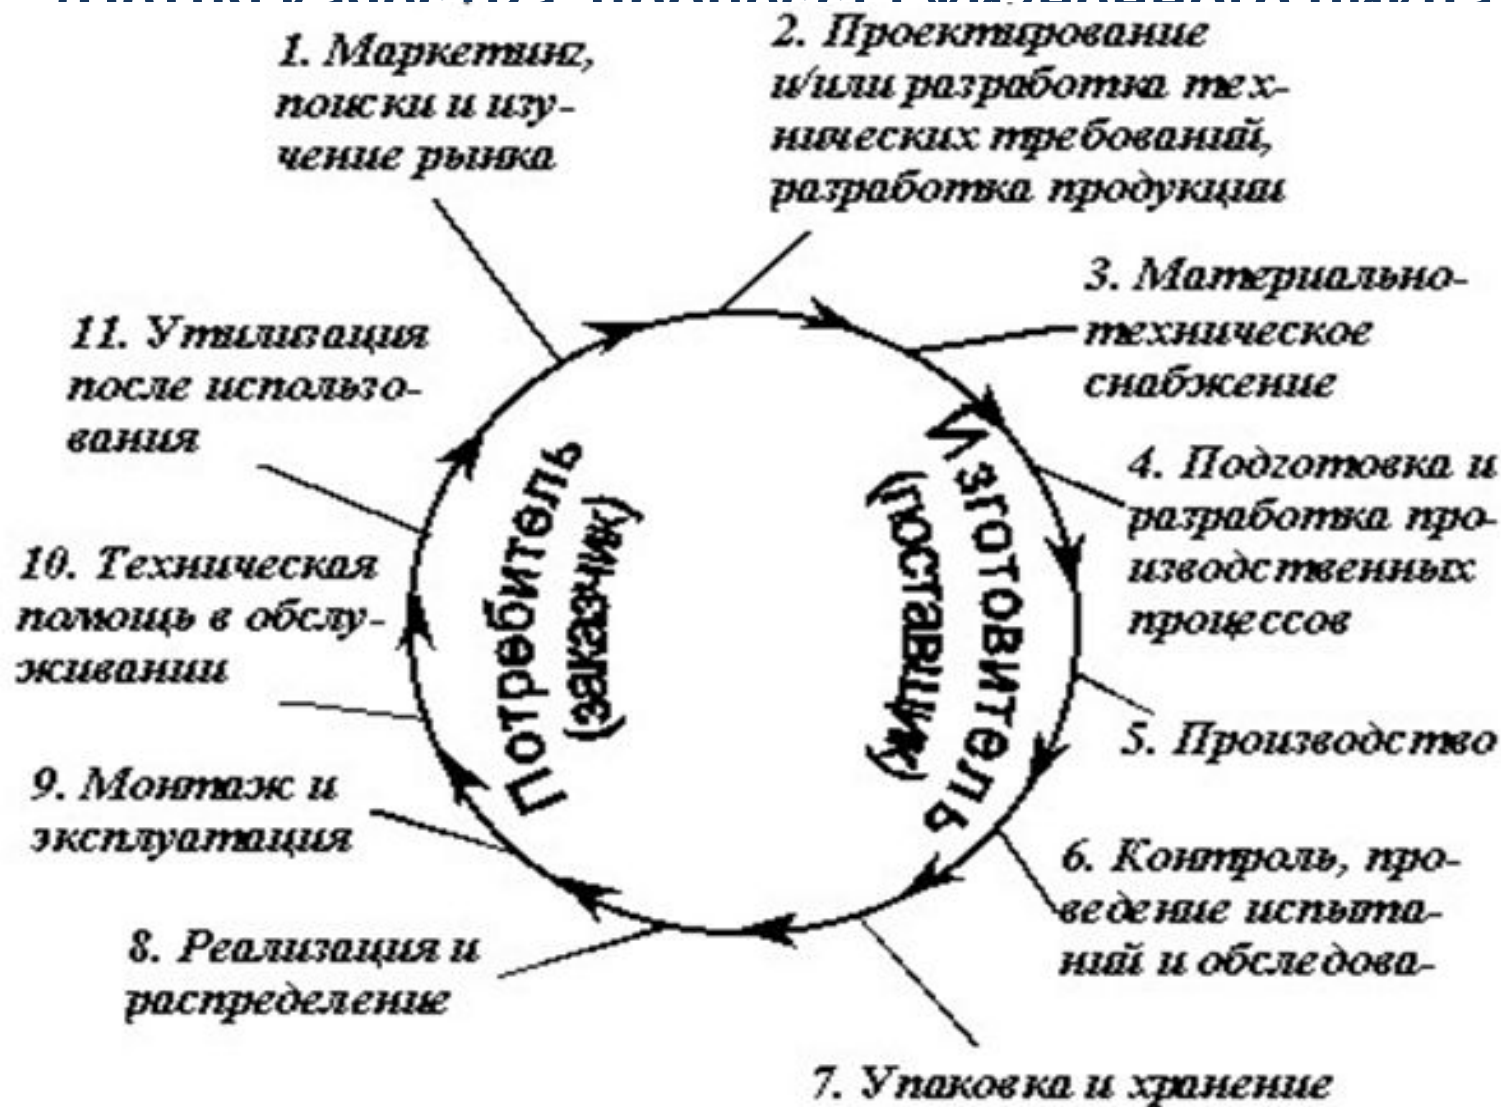 1. Маркетинг,
поиски и изу-
чение рынка
2. Проектирование
и/или разработка тех-
нических требований,
разработка продукции
3. Материально-
техническое
снабжение
4. Подготовка и
разработка про-
изводственных
процессов
5. Производство
6. Контроль, про-
ведение испыта-
ний и обследова-
7. Упаковка и хранение
8. Реализация и
распределение
9. Монтаж и
эксплуатация
10. Техническая
помощь в обслу-
живании
11. Утилизация
после использо-
вания
Потребитель
(заказчик)
Изготовитель
(поставщик)